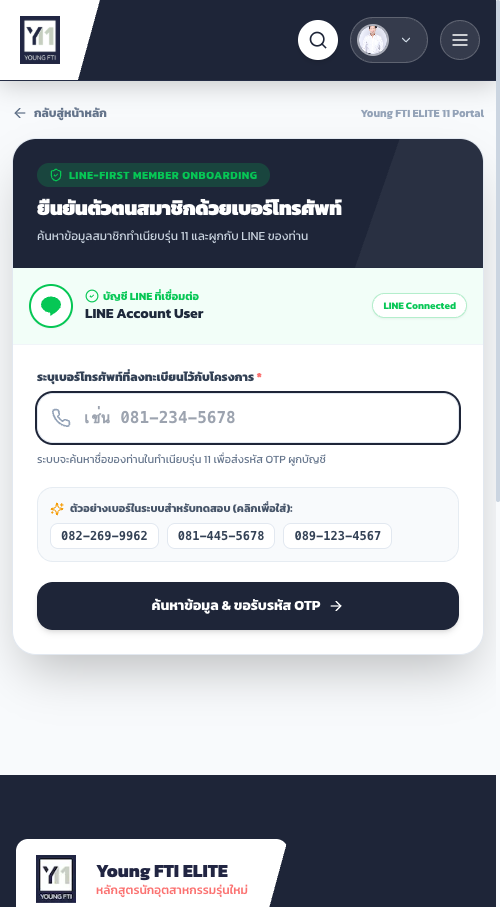 Y11
YOUNG FTI
กลับสู่หน้าหลัก
Young FTI ELITE 11 Portal
LINE-FIRST MEMBER ONBOARDING
ยืนยันตัวตนสมาชิกด้วยเบอร์โทรศัพท์
ค้นหาข้อมูลสมาชิกทำเนียบรุ่น 11 และผูกกับ LINE ของท่าน
บัญชี LINE ที่เชื่อมต่อ
LINE Account User
LINE Connected
ระบุเบอร์โทรศัพท์ที่ลงทะเบียนไว้กับโครงการ *
เช่น 081-234-5678
ระบบจะค้นหาชื่อของท่านในทำเนียบรุ่น 11 เพื่อส่งรหัส OTP ผูกบัญชี
ตัวอย่างเบอร์ในระบบสำหรับทดสอบ (คลิกเพื่อใส่):
082-269-9962
081-445-5678
089-123-4567
ค้นหาข้อมูล & ขอรับรหัส OTP
Y11
YOUNG FTI
Young FTI ELITE
หลักสูตรนักอุตสาหกรรมรุ่นใหม่